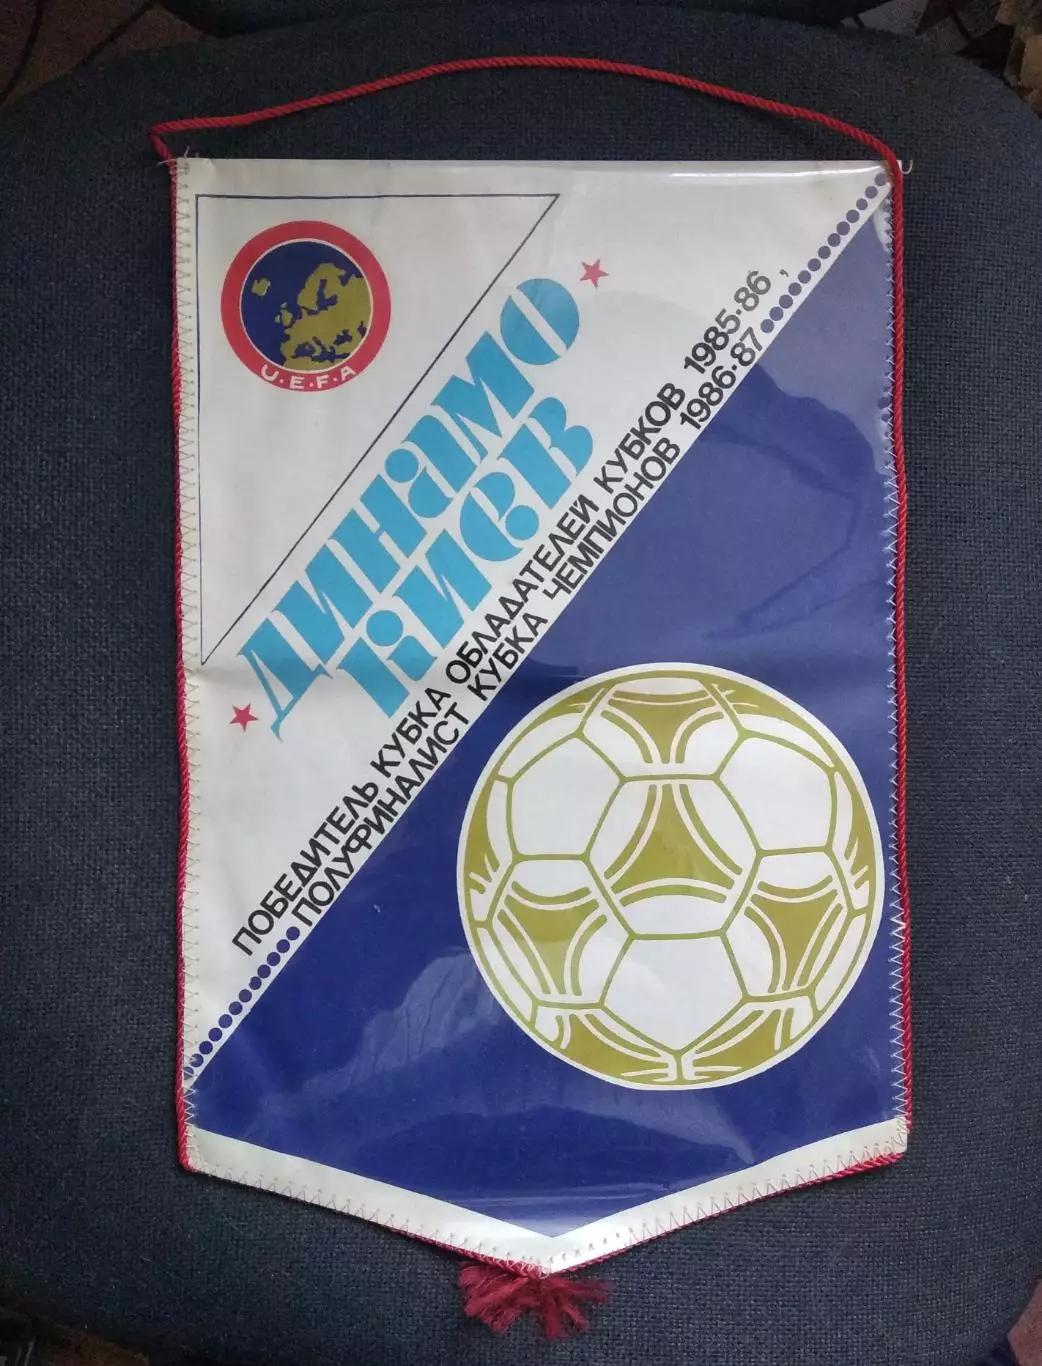 U.E.F.A
ДИНАМО
КИЕВ
ПОБЕДИТЕЛЬ КУБКА ОБЛАДАТЕЛЕЙ КУБКОВ 1985·86,
ПОЛУФИНАЛИСТ КУБКА ЧЕМПИОНОВ 1986·87